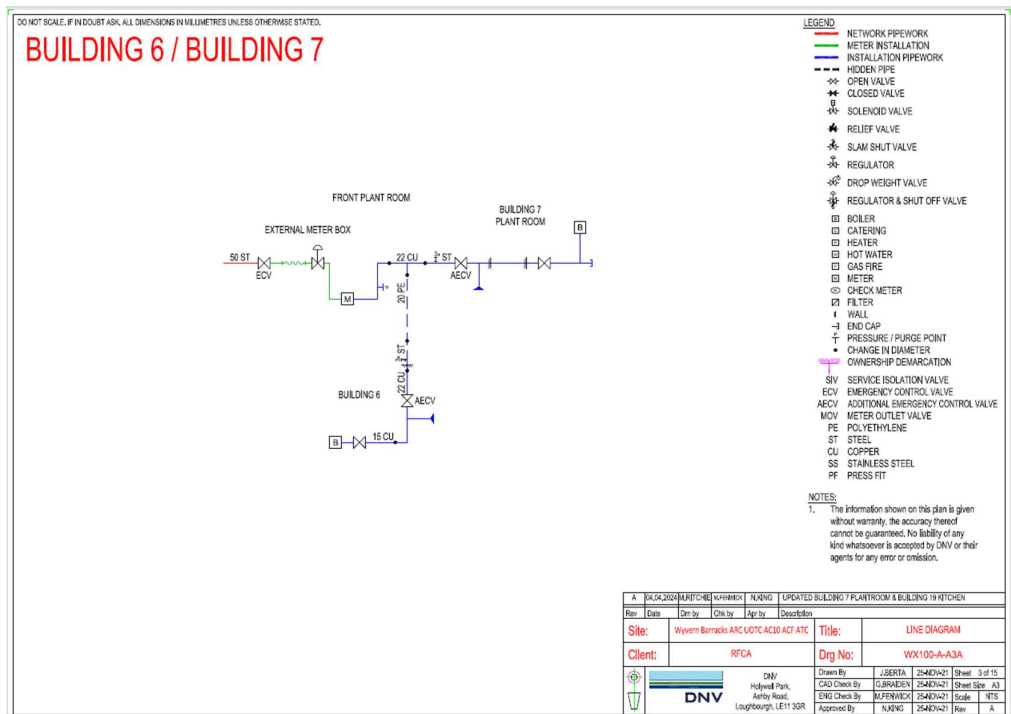 DO NOT SCALE. IF IN DOUBT ASK. ALL DIMENSIONS IN MILLIMETRES UNLESS OTHERWISE STATED.
BUILDING 6 / BUILDING 7
FRONT PLANT ROOM
EXTERNAL METER BOX
BUILDING 7
PLANT ROOM
B
50 ST
ECV
M
22 CU
ST
AECV
20 PE
ST
22 CU
BUILDING 6
AECV
15 CU
B
LEGEND
NETWORK PIPEWORK
METER INSTALLATION
INSTALLATION PIPEWORK
HIDDEN PIPE
OPEN VALVE
CLOSED VALVE
SOLENOID VALVE
RELIEF VALVE
SLAM SHUT VALVE
REGULATOR
DROP WEIGHT VALVE
REGULATOR & SHUT OFF VALVE
BOILER
CATERING
HEATER
HOT WATER
GAS FIRE
METER
CHECK METER
FILTER
WALL
END CAP
PRESSURE / PURGE POINT
CHANGE IN DIAMETER
OWNERSHIP DEMARCATION
SIV SERVICE ISOLATION VALVE
ECV EMERGENCY CONTROL VALVE
AECV ADDITIONAL EMERGENCY CONTROL VALVE
MOV METER OUTLET VALVE
PE POLYETHYLENE
ST STEEL
CU COPPER
SS STAINLESS STEEL
PF PRESS FIT
NOTES:
1. The information shown on this plan is given
without warranty, the accuracy thereof
cannot be guaranteed. No liability of any
kind whatsoever is accepted by DNV or their
agents for any error or omission.
A 04,04,2024 M,RITCHIE M,FENWICK N,KING UPDATED BUILDING 7 PLANTROOM & BUILDING 19 KITCHEN
Rev Date Drn by Chk by Apr by Description
Site: Wyvern Barracks ARC UOTC AC10 ACF ATC Title: LINE DIAGRAM
Client: RFCA Drg No: WX100-A-A3A
DNV
DNV
Holywell Park,
Ashby Road,
Loughbourgh, LE11 3GR
Drawn By J.BERTA 25-NOV-21 Sheet 3 of 15
CAD Check By G.BRAIDEN 25-NOV-21 Sheet Size A3
ENG Check By M.FENWICK 25-NOV-21 Scale NTS
Approved By N.KING 25-NOV-21 Rev A